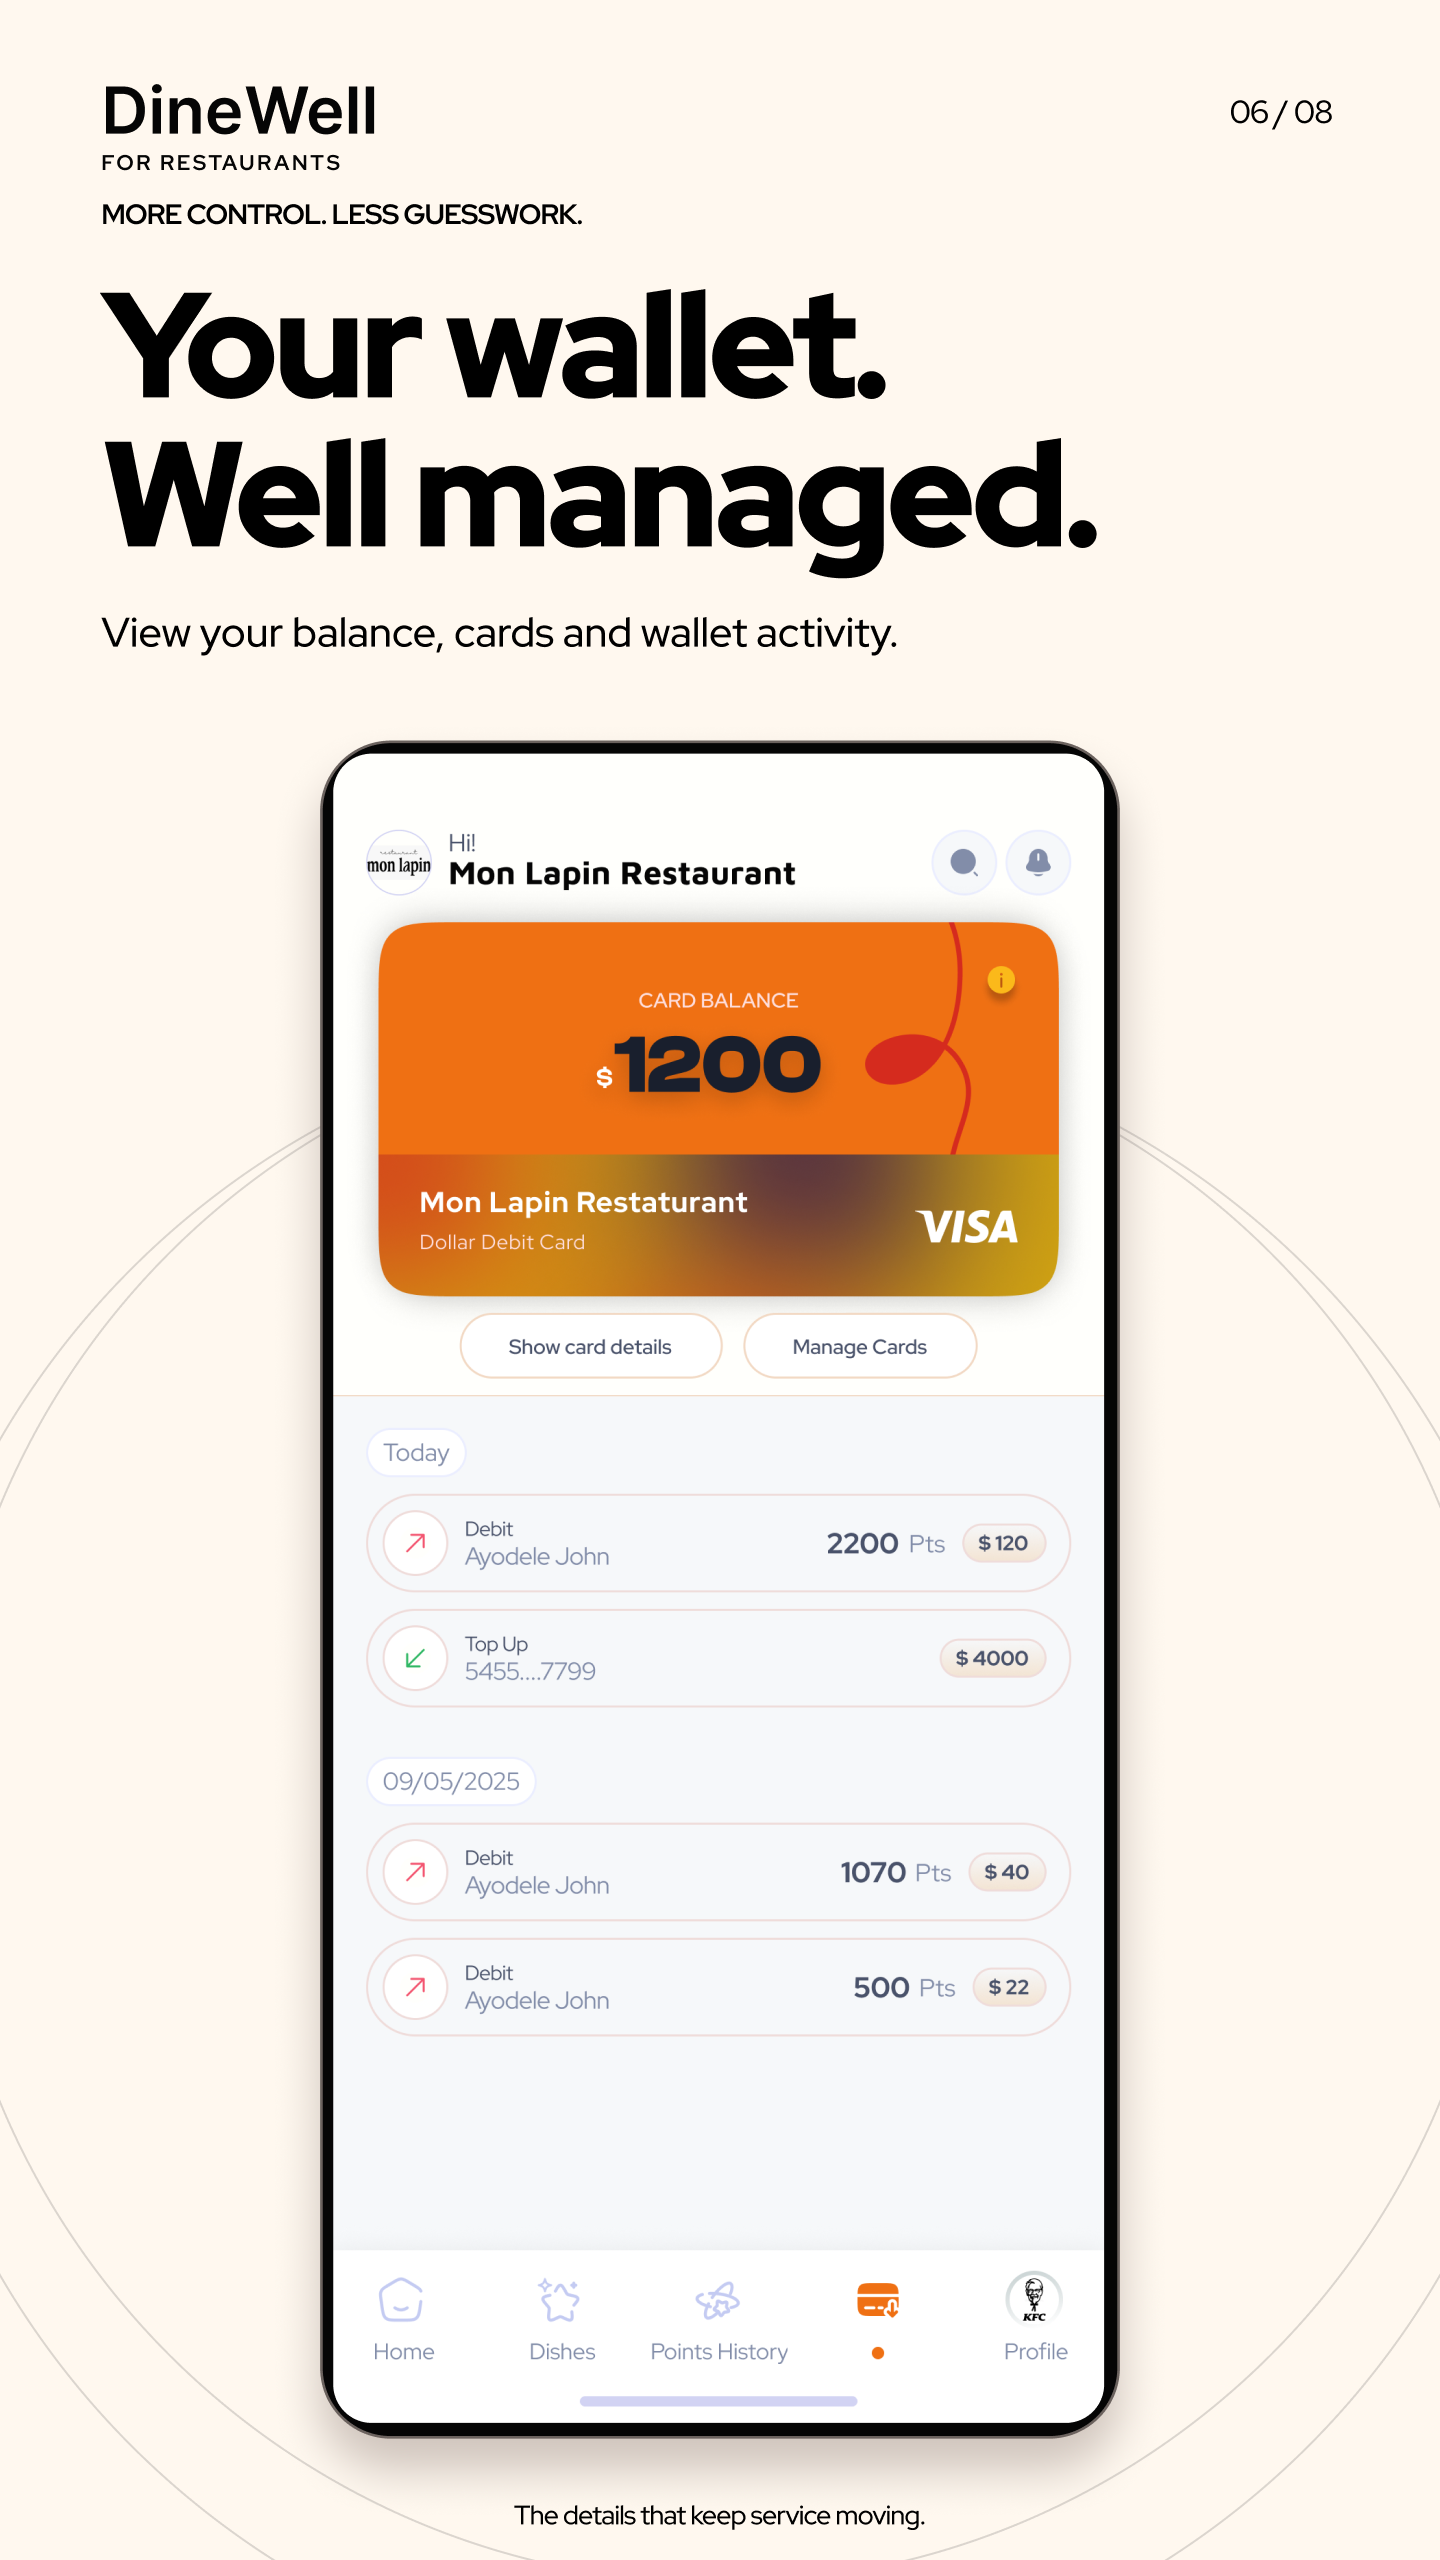 DineWell
06 / 08
FOR RESTAURANTS
MORE CONTROL. LESS GUESSWORK.
Your wallet.
Well managed.
View your balance, cards and wallet activity.
restaurant
mon lapin
Hi!
Mon Lapin Restaurant
i
CARD BALANCE
$1200
Mon Lapin Restaturant
Dollar Debit Card
VISA
Show card details
Manage Cards
Today
Debit
Ayodele John
2200 Pts
$ 120
Top Up
5455....7799
$ 4000
09/05/2025
Debit
Ayodele John
1070 Pts
$ 40
Debit
Ayodele John
500 Pts
$ 22
KFC
Home
Dishes
Points History
Profile
The details that keep service moving.